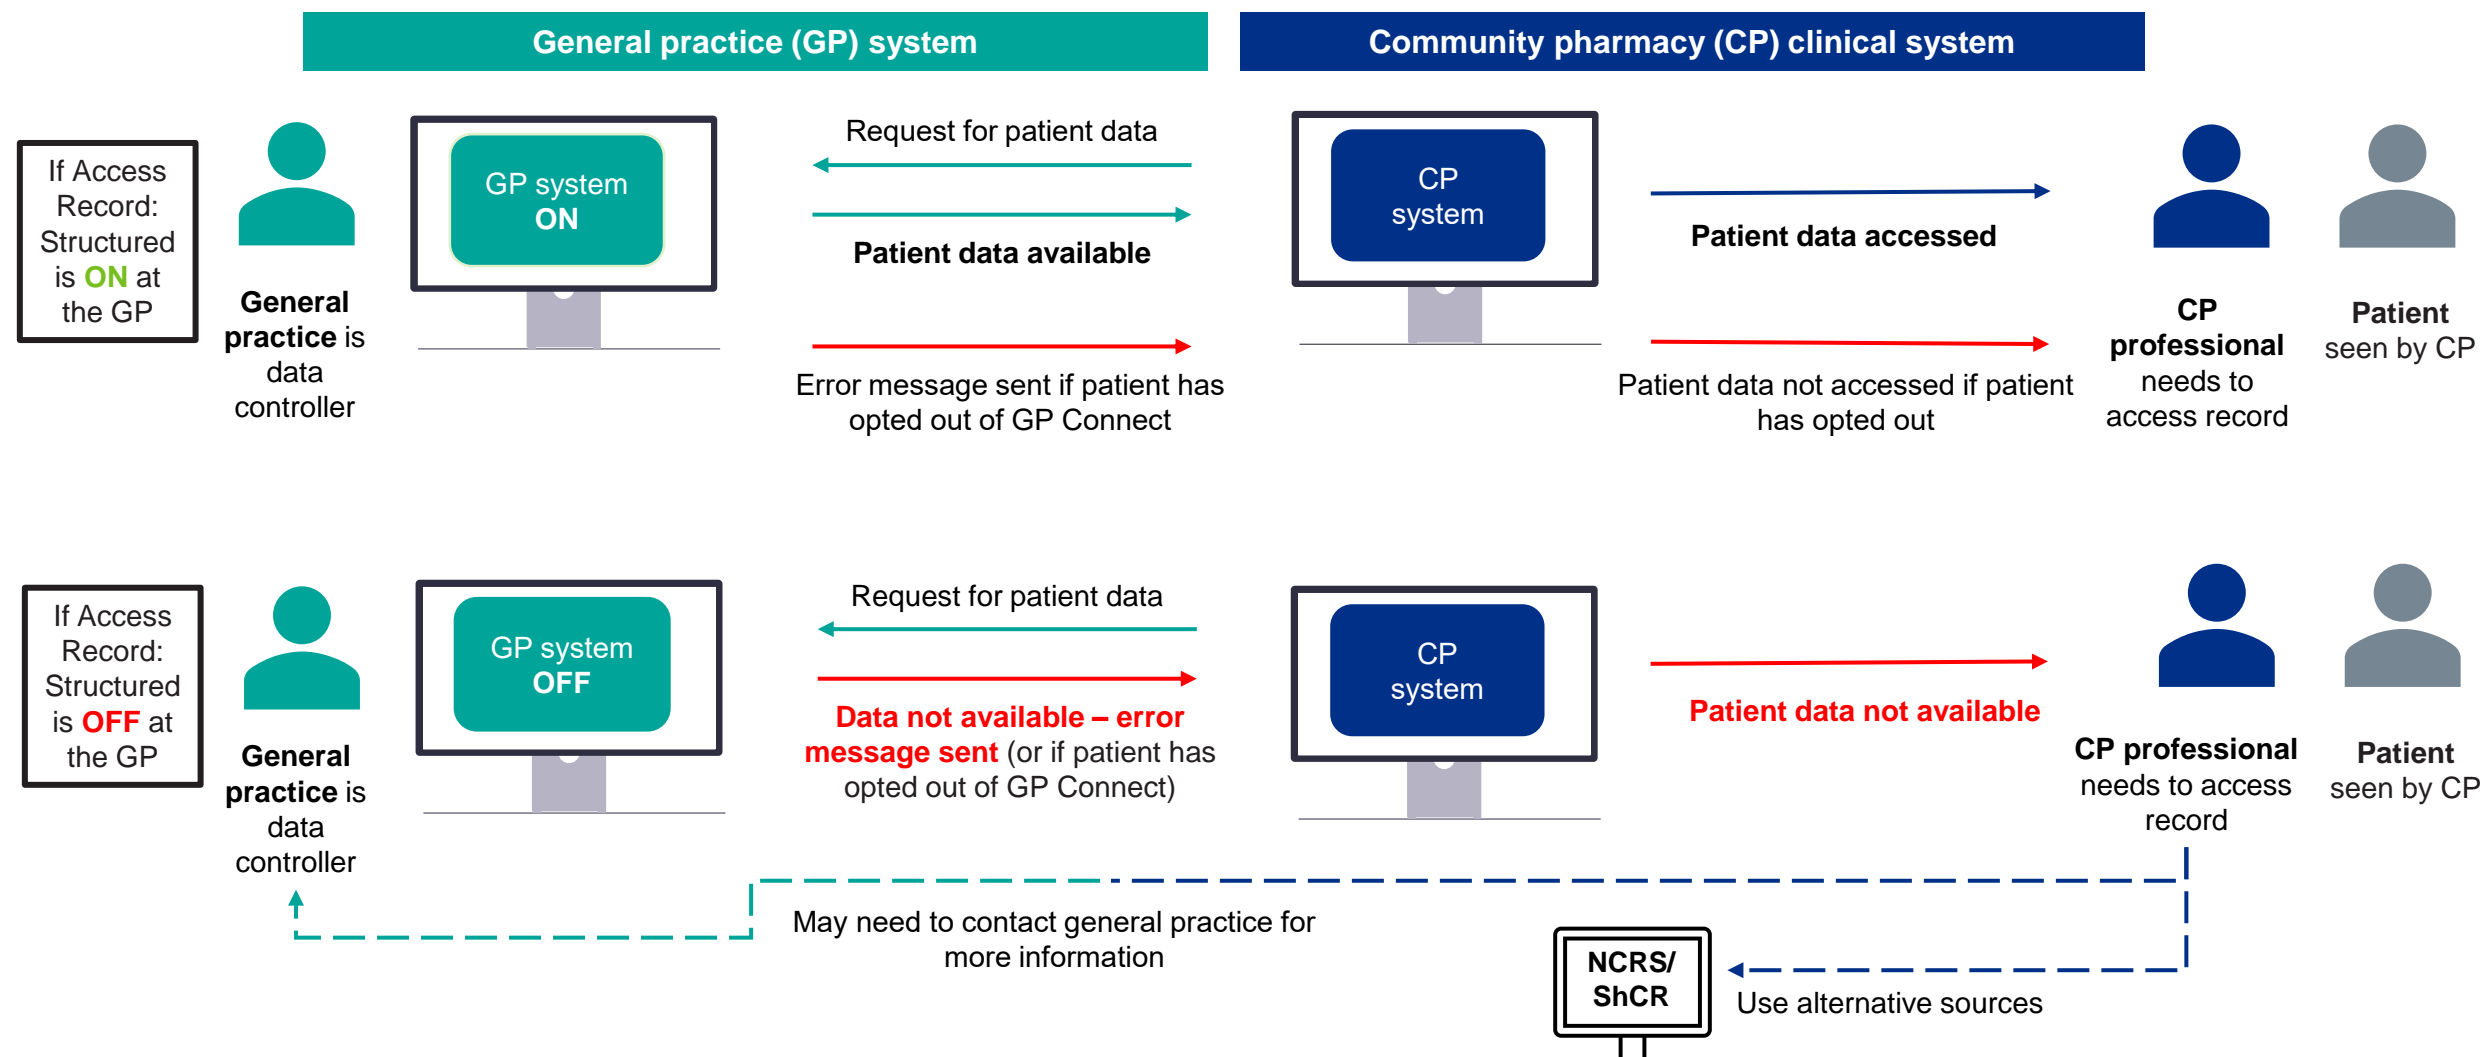 General practice (GP) system
Community pharmacy (CP) clinical system
If Access
Record:
Structured
is ON at
the GP
General
practice is
data
controller
GP system
ON
Request for patient data
Patient data available
Error message sent if patient has
opted out of GP Connect
CP
system
Patient data accessed
Patient data not accessed if patient
has opted out
CP
professional
needs to
access record
Patient
seen by CP
If Access
Record:
Structured
is OFF at
the GP
General
practice is
data
controller
GP system
OFF
Request for patient data
Data not available – error
message sent (or if patient has
opted out of GP Connect)
CP
system
Patient data not available
CP professional
needs to access
record
Patient
seen by CP
May need to contact general practice for
more information
NCRS/
ShCR
Use alternative sources